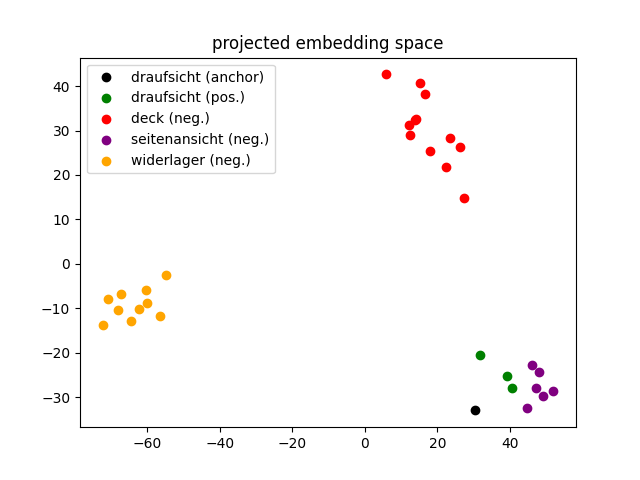 projected embedding space
draufsicht (anchor)
draufsicht (pos.)
deck (neg.)
seitenansicht (neg.)
widerlager (neg.)
40
30
20
10
0
−10
−20
−30
−60 −40 −20 0 20 40